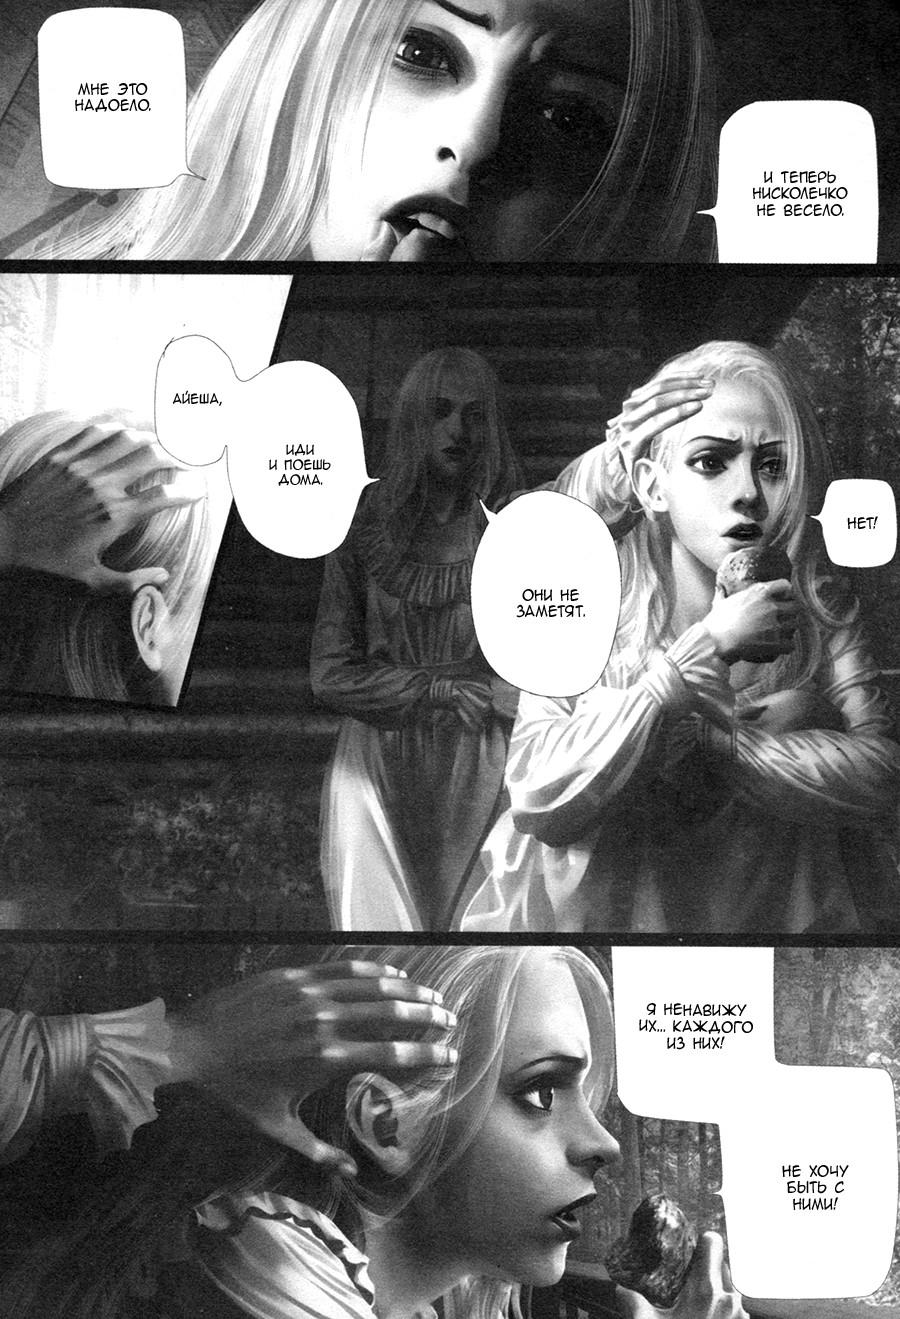 МНЕ ЭТО
НАДОЕЛО.
И ТЕПЕРЬ
НИСКОЛЕЧКО
НЕ ВЕСЕЛО.
АЙЕША,
ИДИ
И ПОЕШЬ
ДОМА.
ОНИ НЕ
ЗАМЕТЯТ.
НЕТ!
Я НЕНАВИЖУ
ИХ... КАЖДОГО
ИЗ НИХ!
НЕ ХОЧУ
БЫТЬ С
НИМИ!